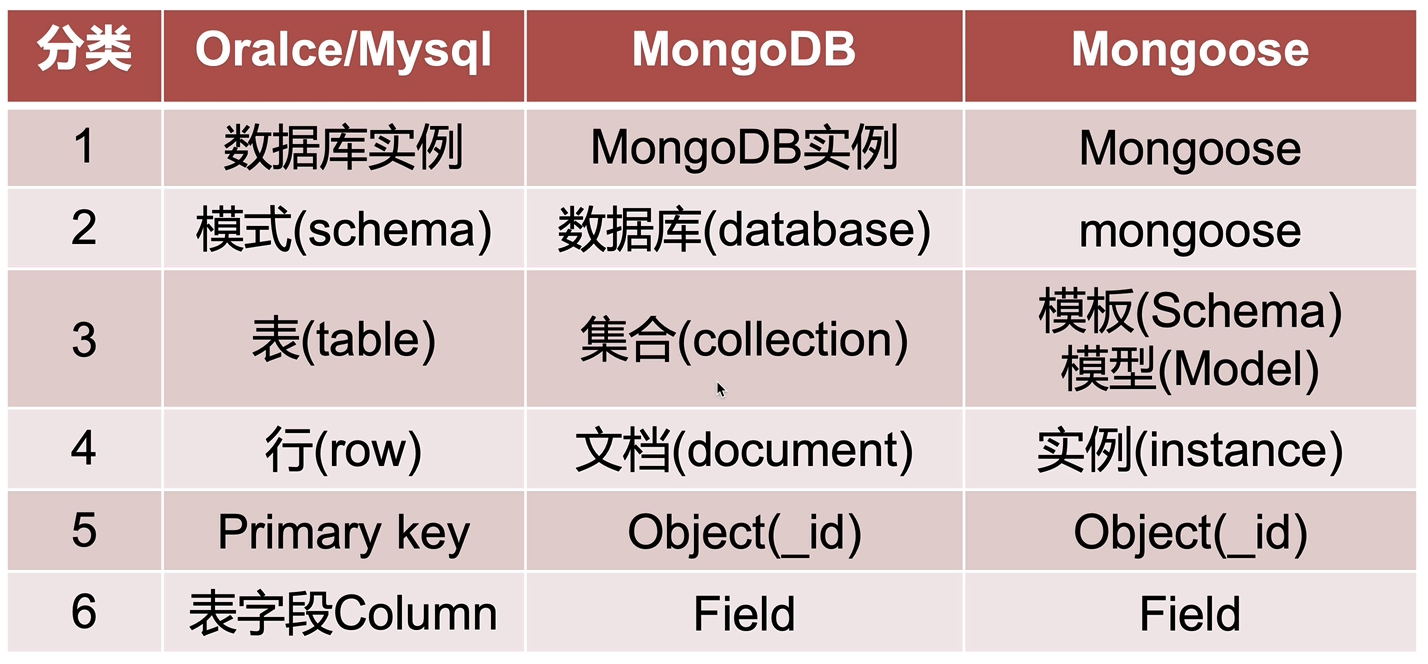 分类 Oralce/Mysql MongoDB Mongoose
1 数据库实例 MongoDB实例 Mongoose
2 模式(schema) 数据库(database) mongoose
3 表(table) 集合(collection) 模板(Schema)
模型(Model)
4 行(row) 文档(document) 实例(instance)
5 Primary key Object(_id) Object(_id)
6 表字段Column Field Field